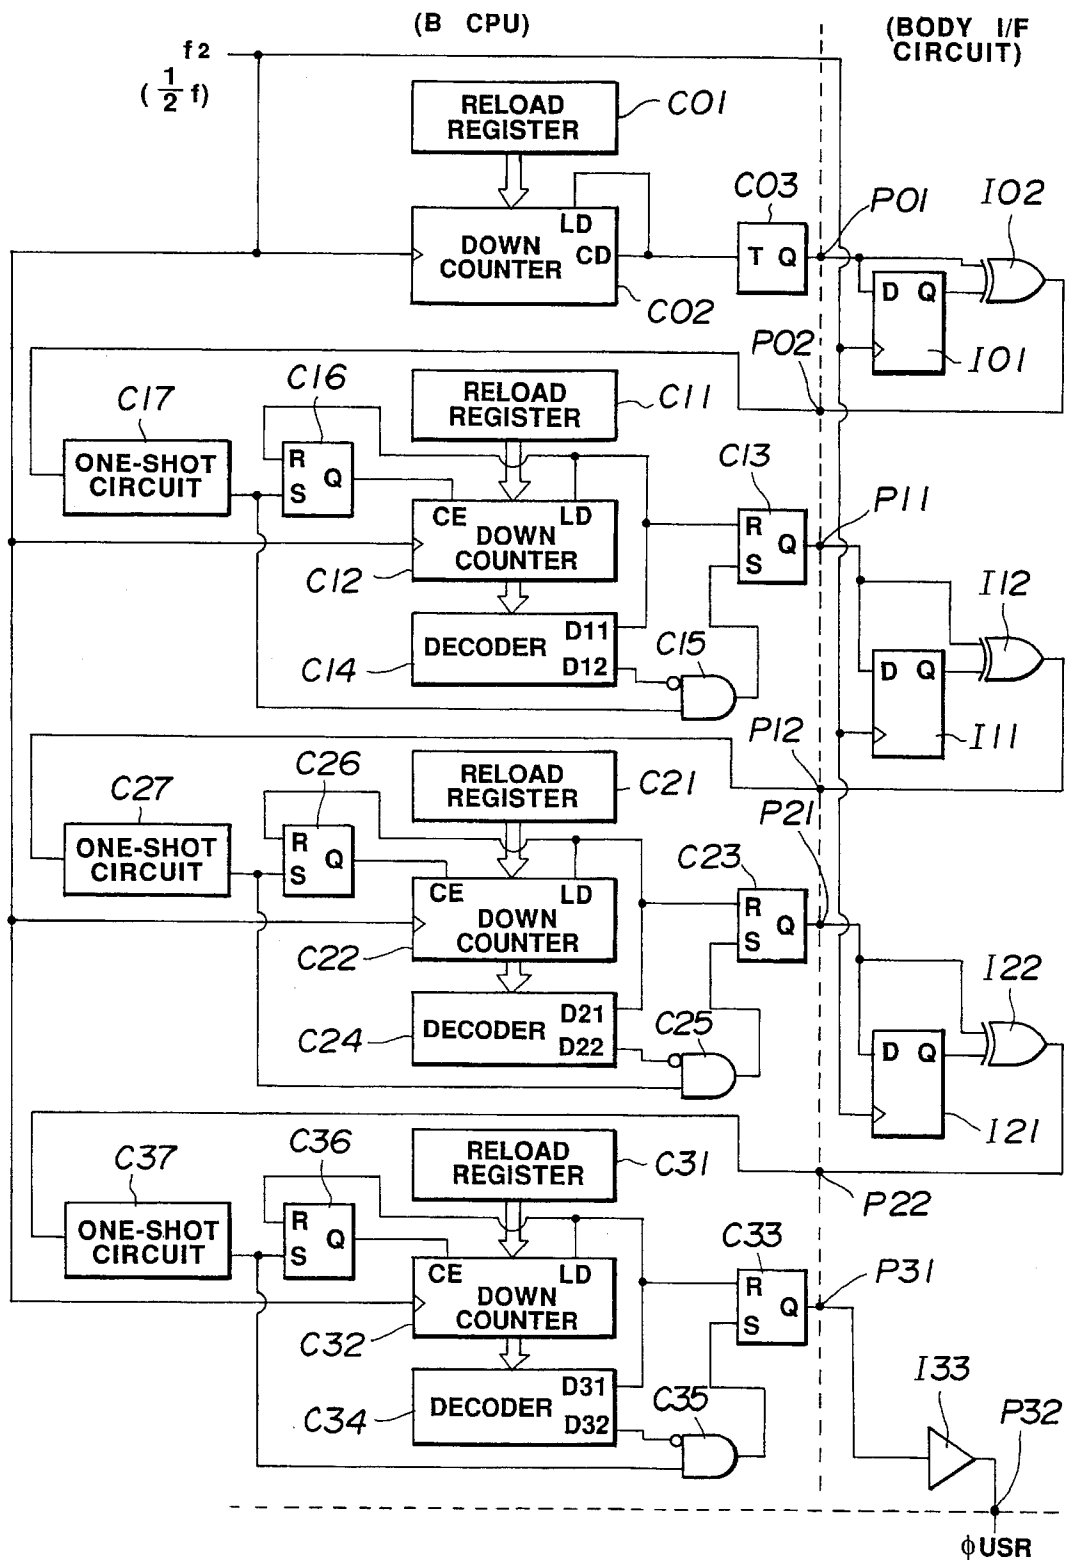 (B CPU)
(BODY I/F
CIRCUIT)
f2
(1/2 f)
RELOAD
REGISTER
C01
C03
P01
I02
LD
DOWN
COUNTER
CD
C02
T Q
D Q
I01
P02
C17
C16
RELOAD
REGISTER
C11
ONE-SHOT
CIRCUIT
R
S
Q
C13
P11
CE
LD
DOWN
COUNTER
C12
R
S
Q
I12
DECODER
D11
D12
C14
C15
D Q
I11
P12
C27
C26
RELOAD
REGISTER
C21
P21
ONE-SHOT
CIRCUIT
R
S
Q
C23
CE
LD
DOWN
COUNTER
C22
R
S
Q
I22
DECODER
D21
D22
C24
C25
D Q
I21
C37
C36
RELOAD
REGISTER
C31
P22
ONE-SHOT
CIRCUIT
R
S
Q
C33
P31
CE
LD
DOWN
COUNTER
C32
R
S
Q
DECODER
D31
D32
C34
C35
I33
P32
ϕUSR